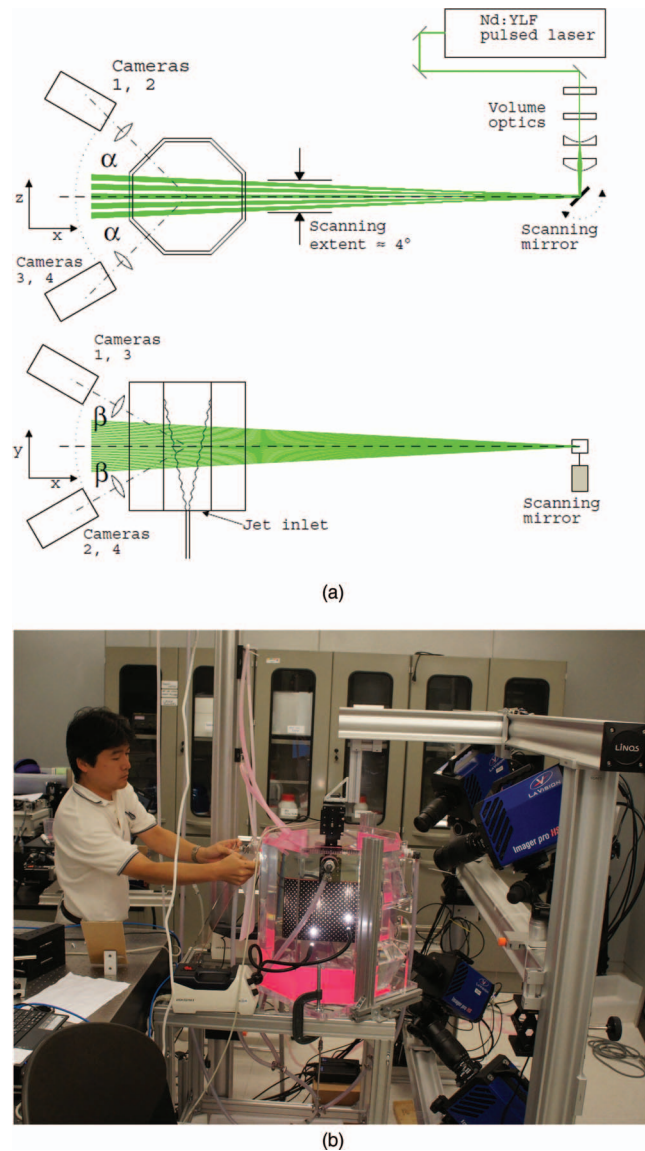 Nd:YLF
pulsed laser
Cameras
1, 2
Volume
optics
α
z
x
α
Scanning
extent ≈ 4°
Scanning
mirror
Cameras
3, 4
Cameras
1, 3
β
y
x
β
Scanning
mirror
Jet inlet
Cameras
2, 4
(a)
LINOS
LAVISION
Imager pro HS
(b)